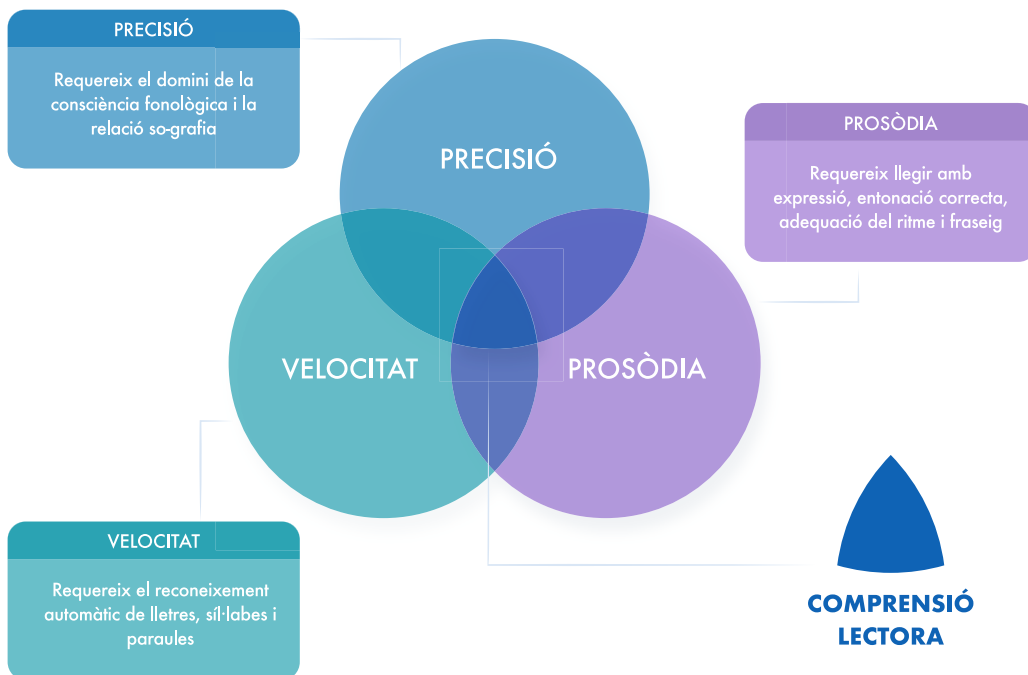 PRECISIÓ
Requereix el domini de la
consciència fonològica i la
relació so-grafia
PRECISIÓ
PROSÒDIA
Requereix llegir amb
expressió, entonació correcta,
adequació del ritme i fraseig
VELOCITAT
PROSÒDIA
VELOCITAT
Requereix el reconeixement
automàtic de lletres, síl·labes i
paraules
COMPRENSIÓ
LECTORA